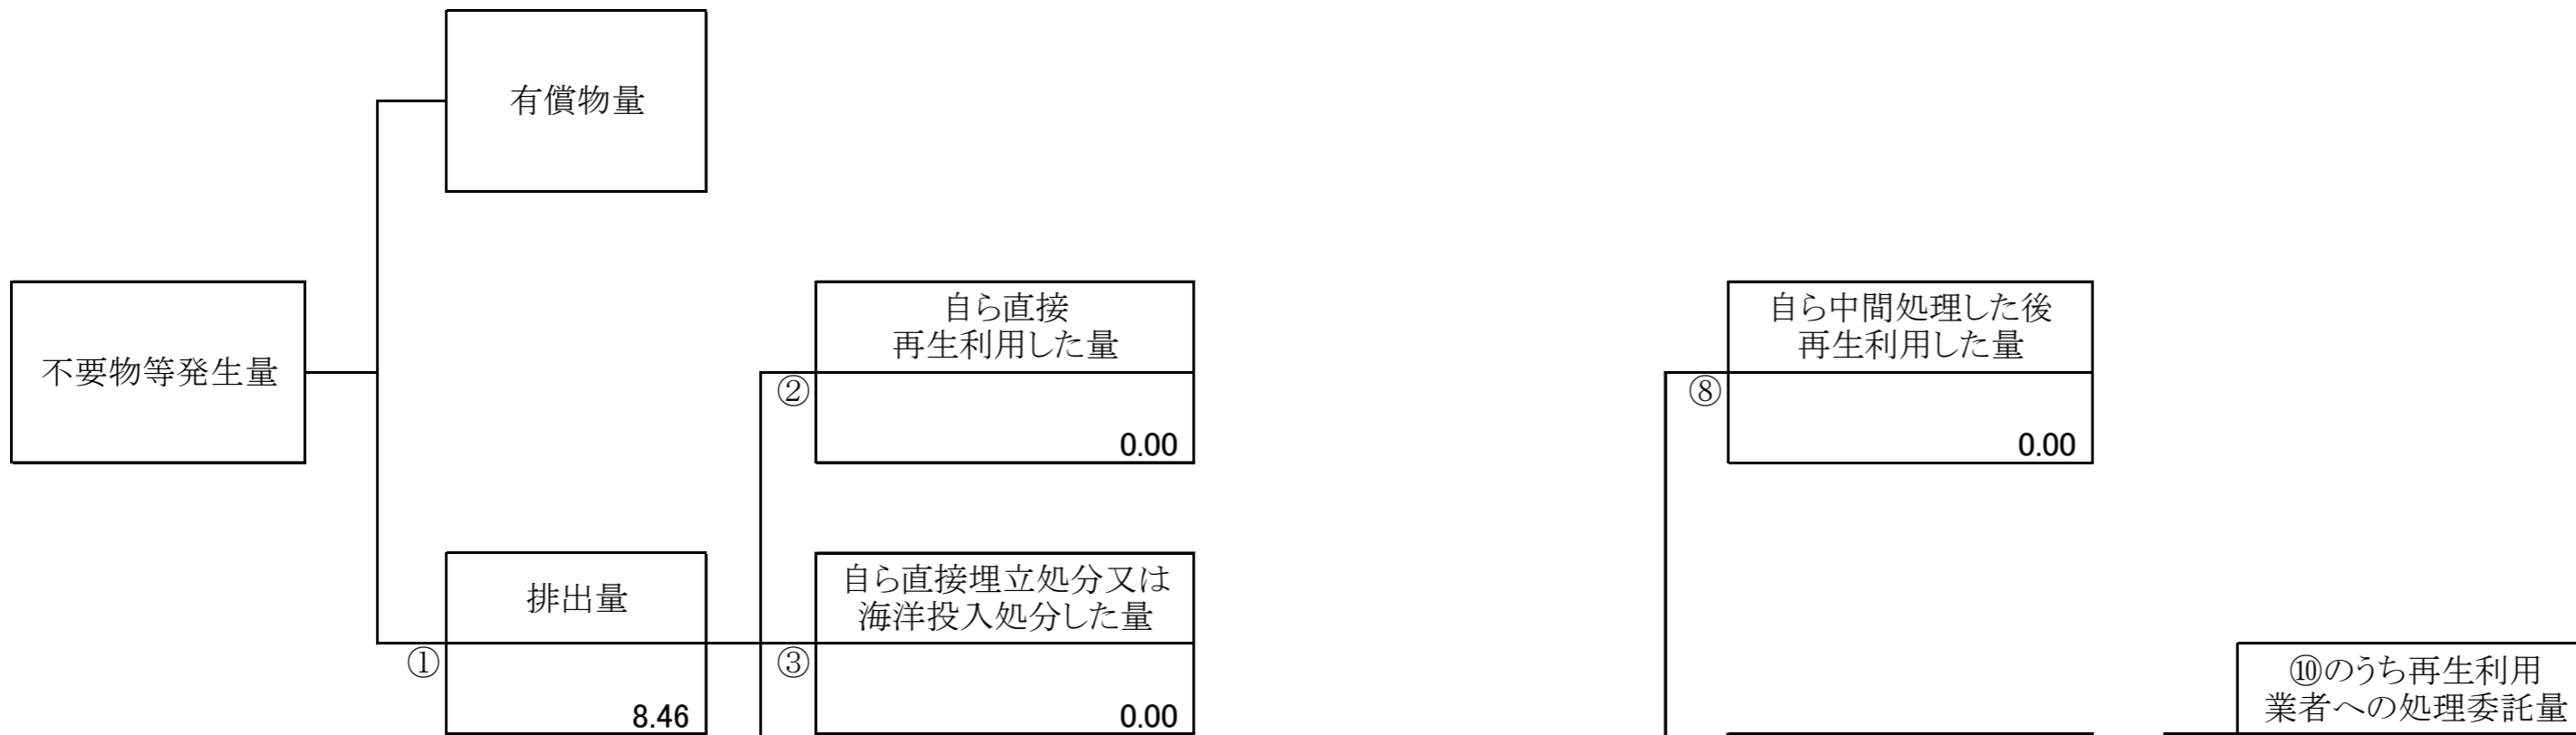 有償物量
不要物等発生量
自ら直接
再生利用した量
②
0.00
自ら中間処理した後
再生利用した量
⑧
0.00
排出量
①
8.46
自ら直接埋立処分又は
海洋投入処分した量
③
0.00
⑩のうち再生利用
業者への処理委託量